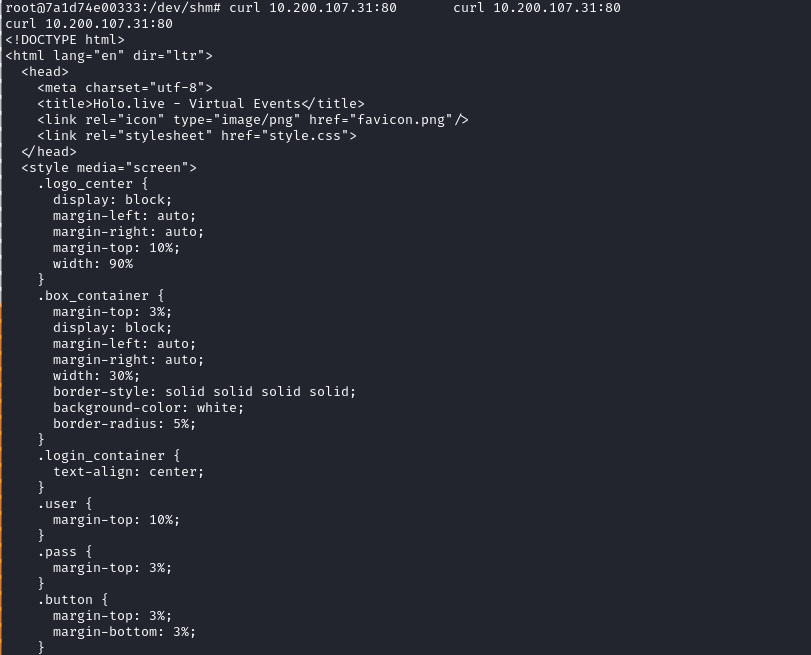 root@7a1d74e00333:/dev/shm# curl 10.200.107.31:80       curl 10.200.107.31:80
curl 10.200.107.31:80
<!DOCTYPE html>
<html lang="en" dir="ltr">
  <head>
    <meta charset="utf-8">
    <title>Holo.live - Virtual Events</title>
    <link rel="icon" type="image/png" href="favicon.png"/>
    <link rel="stylesheet" href="style.css">
  </head>
  <style media="screen">
    .logo_center {
      display: block;
      margin-left: auto;
      margin-right: auto;
      margin-top: 10%;
      width: 90%
    }
    .box_container {
      margin-top: 3%;
      display: block;
      margin-left: auto;
      margin-right: auto;
      width: 30%;
      border-style: solid solid solid solid;
      background-color: white;
      border-radius: 5%;
    }
    .login_container {
      text-align: center;
    }
    .user {
      margin-top: 10%;
    }
    .pass {
      margin-top: 3%;
    }
    .button {
      margin-top: 3%;
      margin-bottom: 3%;
    }